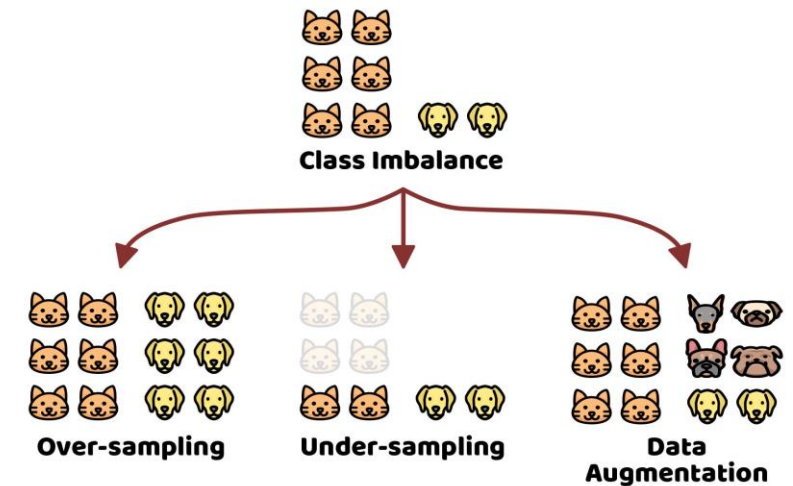 Class Imbalance
Over-sampling
Under-sampling
Data
Augmentation